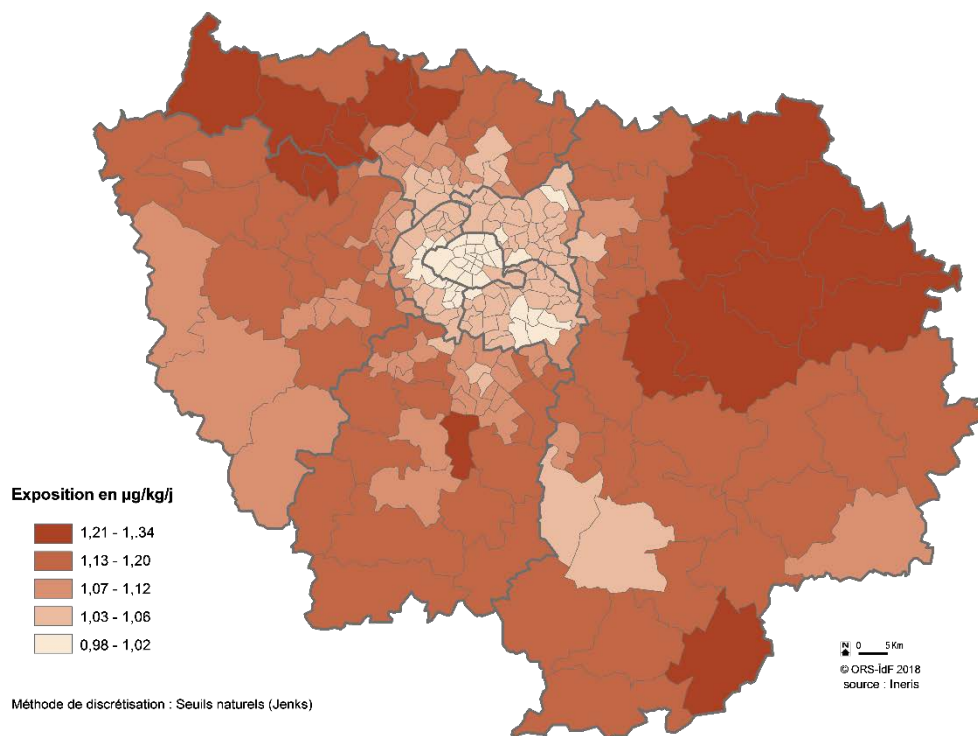 Exposition en µg/kg/j
1,21 - 1,.34
1,13 - 1,20
1,07 - 1,12
1,03 - 1,06
0,98 - 1,02
Méthode de discrétisation : Seuils naturels (Jenks)
N 0 5 Km
© ORS-ÎdF 2018
source : Ineris